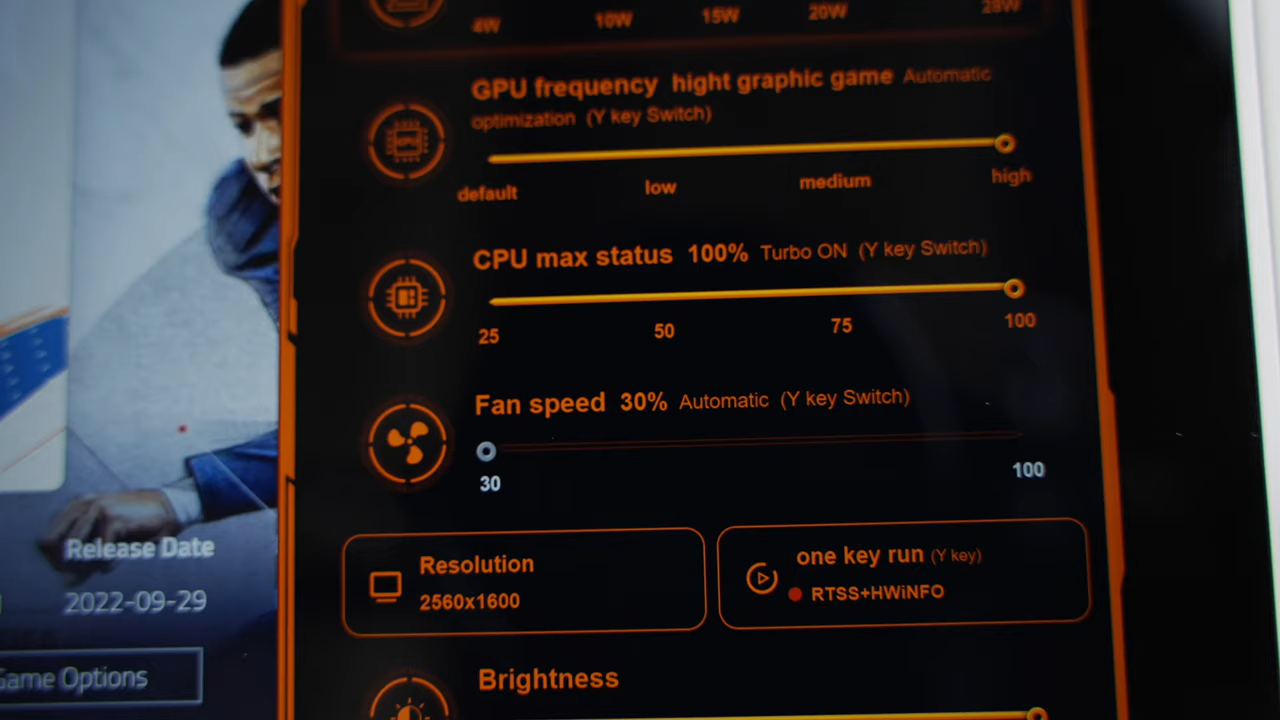 4W 10W 15W 20W 28W
GPU frequency hight graphic game Automatic
optimization (Y key Switch)
GPU
default low medium high
CPU max status 100% Turbo ON (Y key Switch)
25 50 75 100
Fan speed 30% Automatic (Y key Switch)
30 100
Resolution
2560x1600
one key run (Y key)
RTSS+HWiNFO
Brightness
Release Date
2022-09-29
Game Options